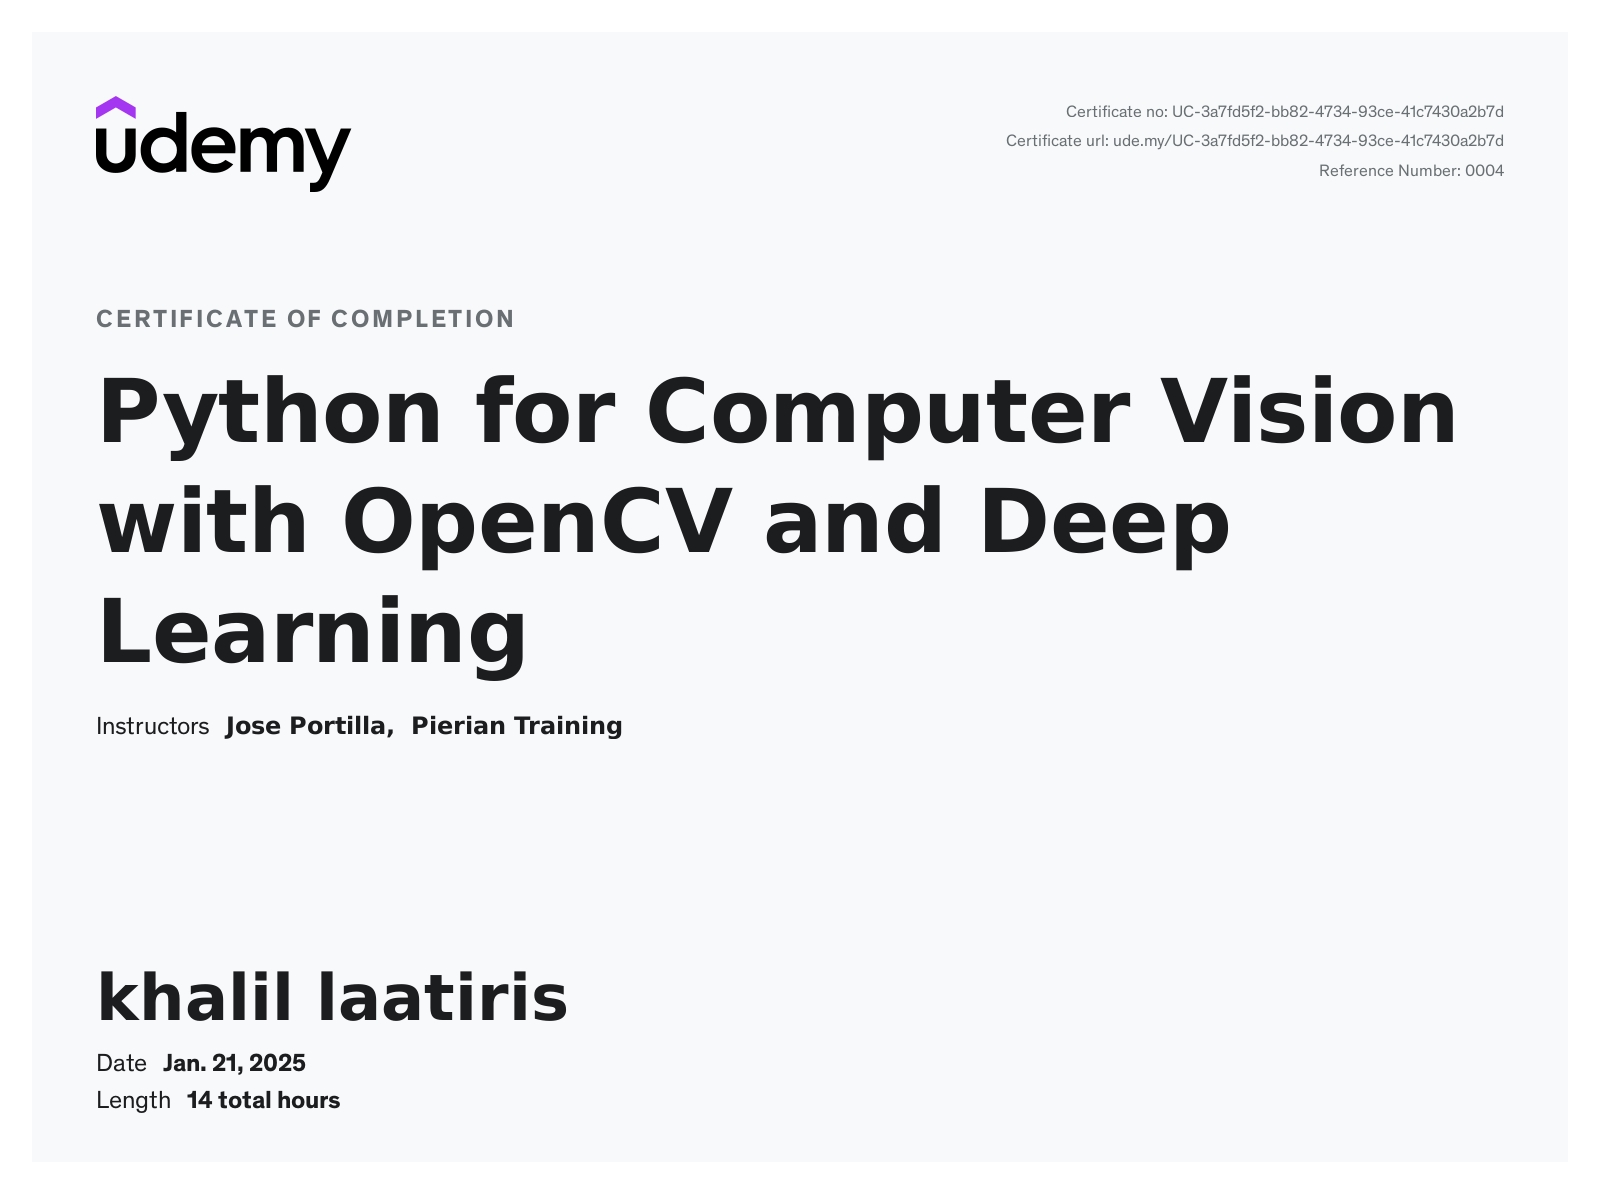 udemy
Certificate no: UC-3a7fd5f2-bb82-4734-93ce-41c7430a2b7d
Certificate url: ude.my/UC-3a7fd5f2-bb82-4734-93ce-41c7430a2b7d
Reference Number: 0004
CERTIFICATE OF COMPLETION
Python for Computer Vision
with OpenCV and Deep
Learning
Instructors Jose Portilla, Pierian Training
khalil laatiris
Date Jan. 21, 2025
Length 14 total hours